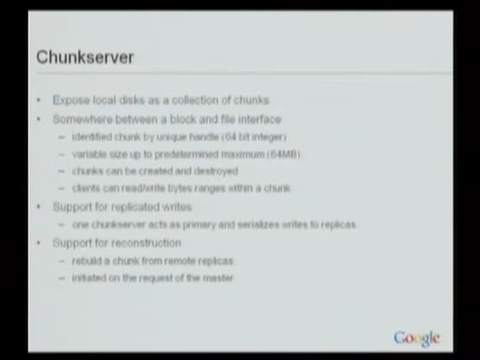 Chunkserver
• Expose local disks as a collection of chunks
• Somewhere between a block and file interface
– identified chunk by unique handle (64 bit integer)
– variable size up to predetermined maximum (64MB)
– chunks can be created and destroyed
– clients can read/write bytes ranges within a chunk
• Support for replicated writes
– one chunkserver acts as primary and serializes writes to replicas
• Support for reconstruction
– rebuild a chunk from remote replicas
– initiated on the request of the master
Google